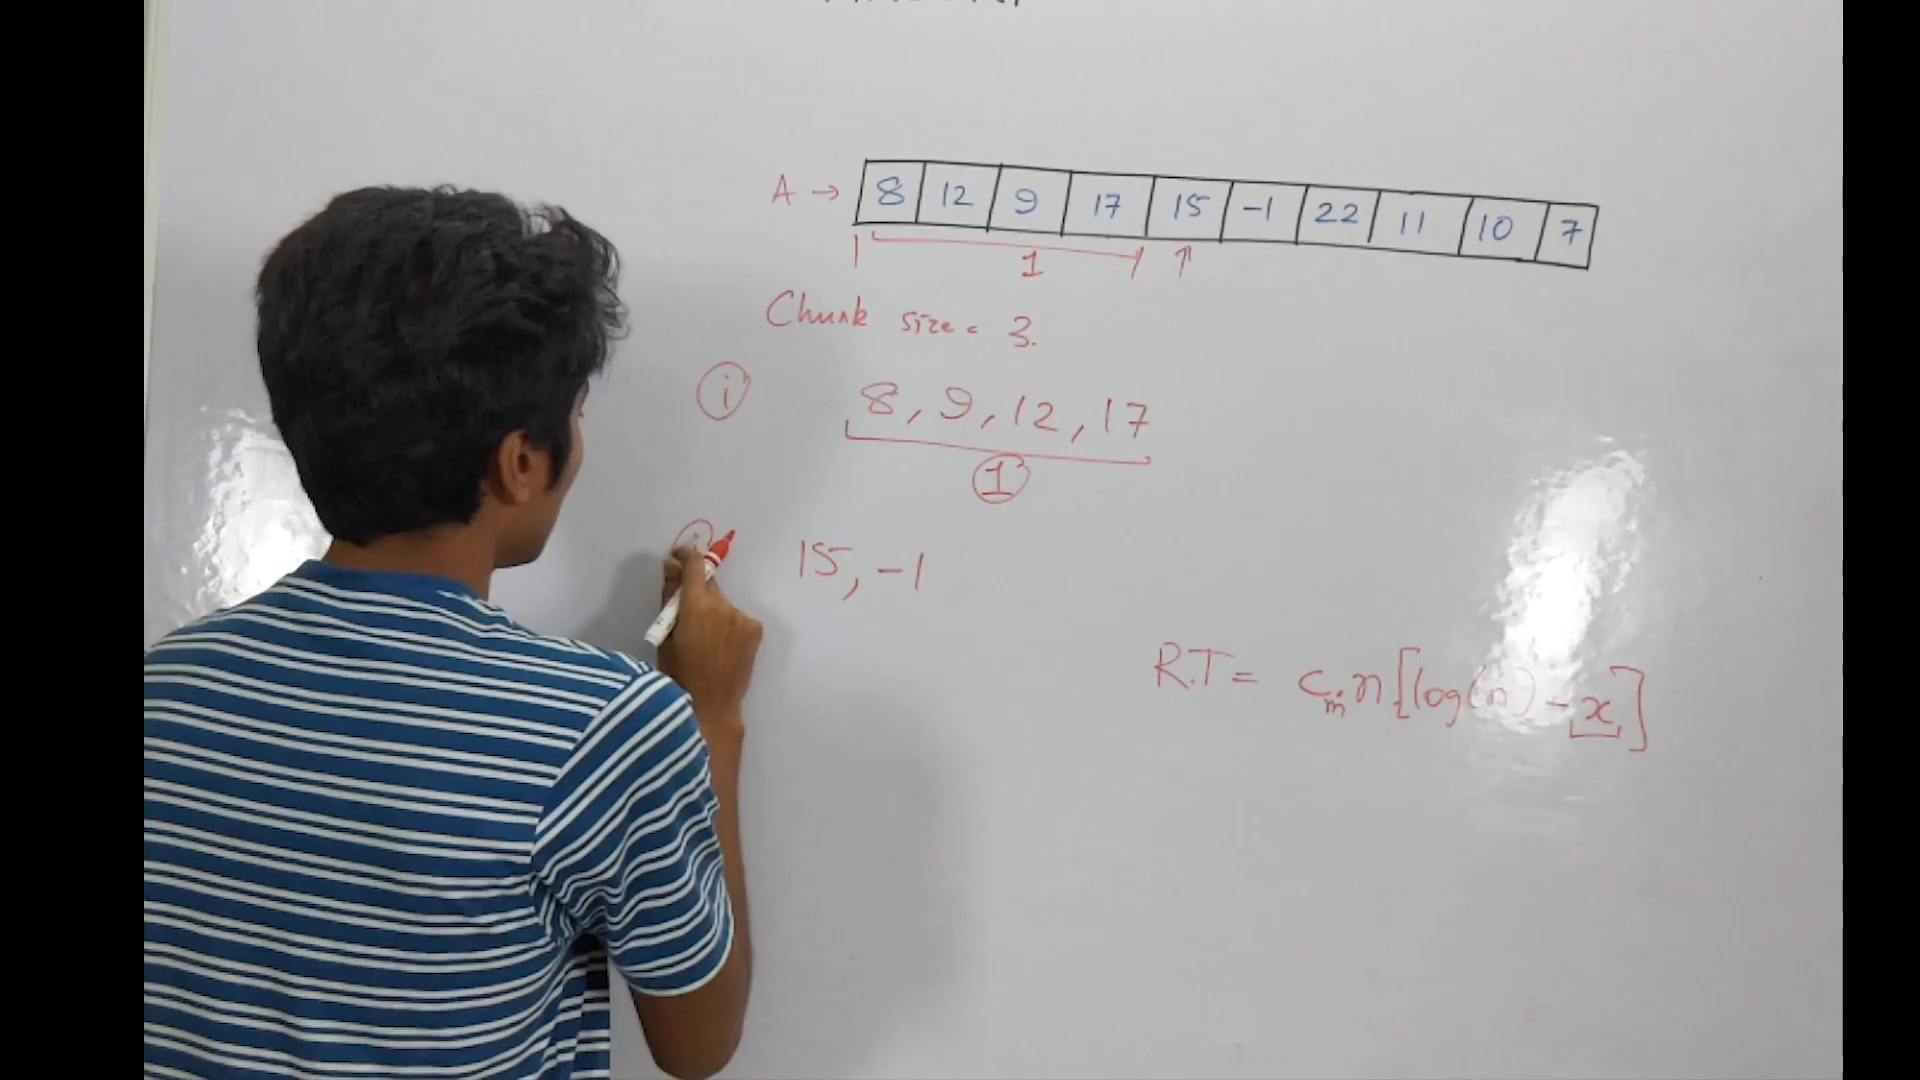 A → 8 12 9 17 15 -1 22 11 10 7
1
Chunk size = 3.
i 8, 9, 12, 17
1
15, -1
R.T = Cm n[log(n) - x]